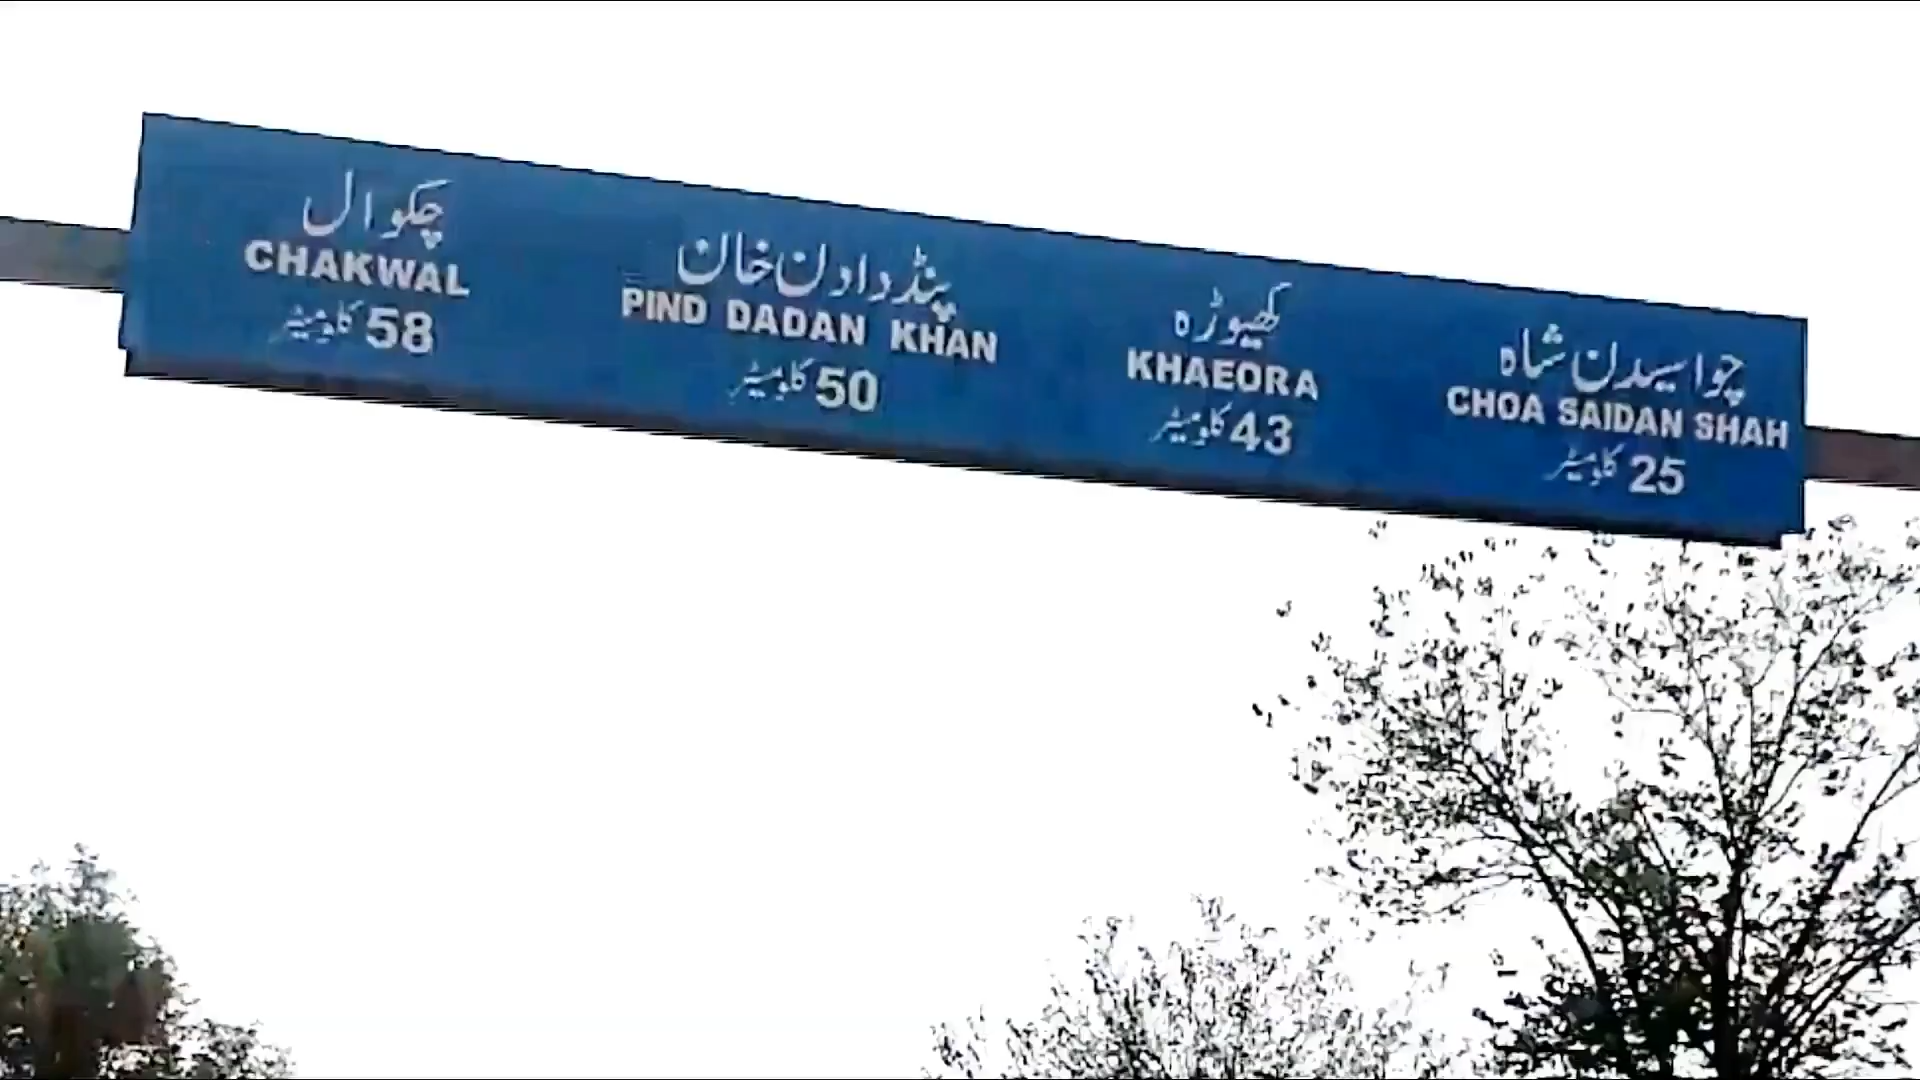 چکوال
CHAKWAL
58 کلومیٹر
پنڈدادن خان
PIND DADAN KHAN
50 کلومیٹر
کھیوڑہ
KHAEORA
43 کلومیٹر
چواسیدن شاہ
CHOA SAIDAN SHAH
25 کلومیٹر